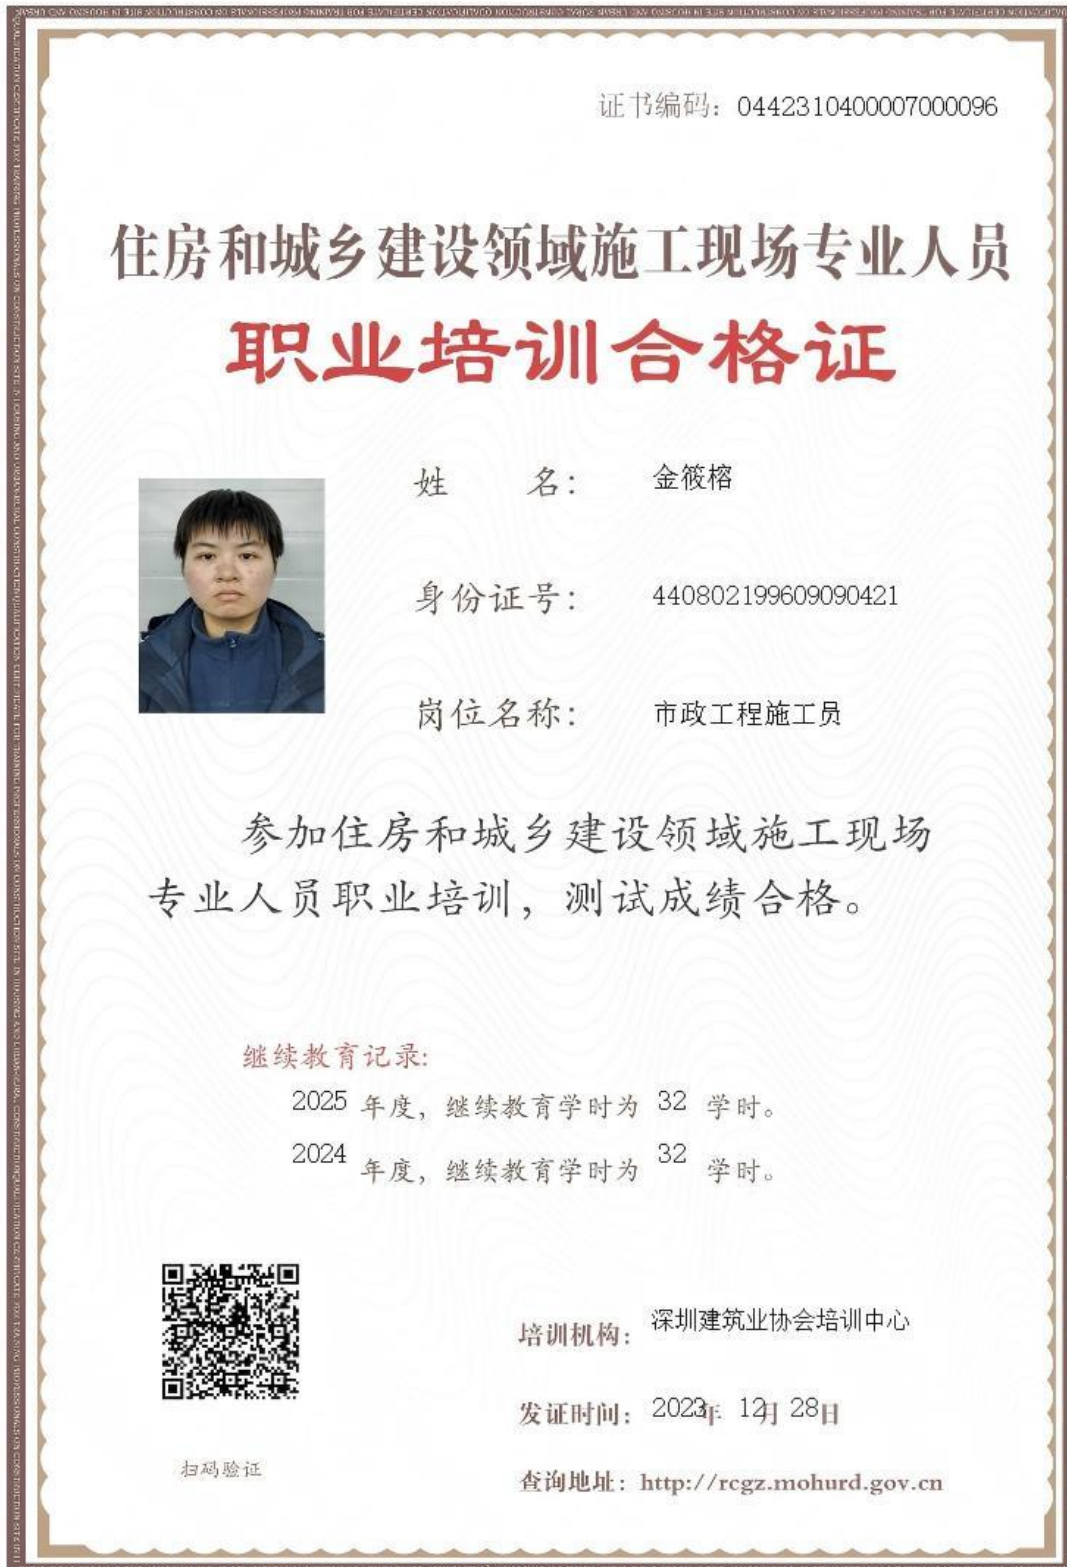 证书编码：0442310400007000096
住房和城乡建设领域施工现场专业人员
职业培训合格证
姓 名： 金筱榕
身份证号： 440802199609090421
岗位名称： 市政工程施工员
参加住房和城乡建设领域施工现场
专业人员职业培训，测试成绩合格。
继续教育记录:
2025 年度，继续教育学时为 32 学时。
2024 年度，继续教育学时为 32 学时。
培训机构： 深圳建筑业协会培训中心
发证时间： 2023年 12月 28日
扫码验证
查询地址：http://rcgz.mohurd.gov.cn